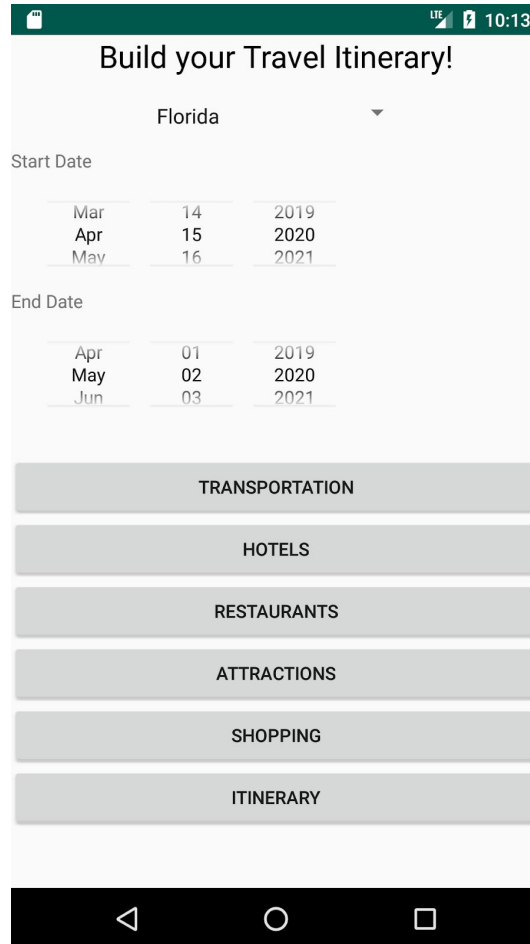 LTE 10:13
Build your Travel Itinerary!
Florida
Start Date
Mar 14 2019
Apr 15 2020
May 16 2021
End Date
Apr 01 2019
May 02 2020
Jun 03 2021
TRANSPORTATION
HOTELS
RESTAURANTS
ATTRACTIONS
SHOPPING
ITINERARY